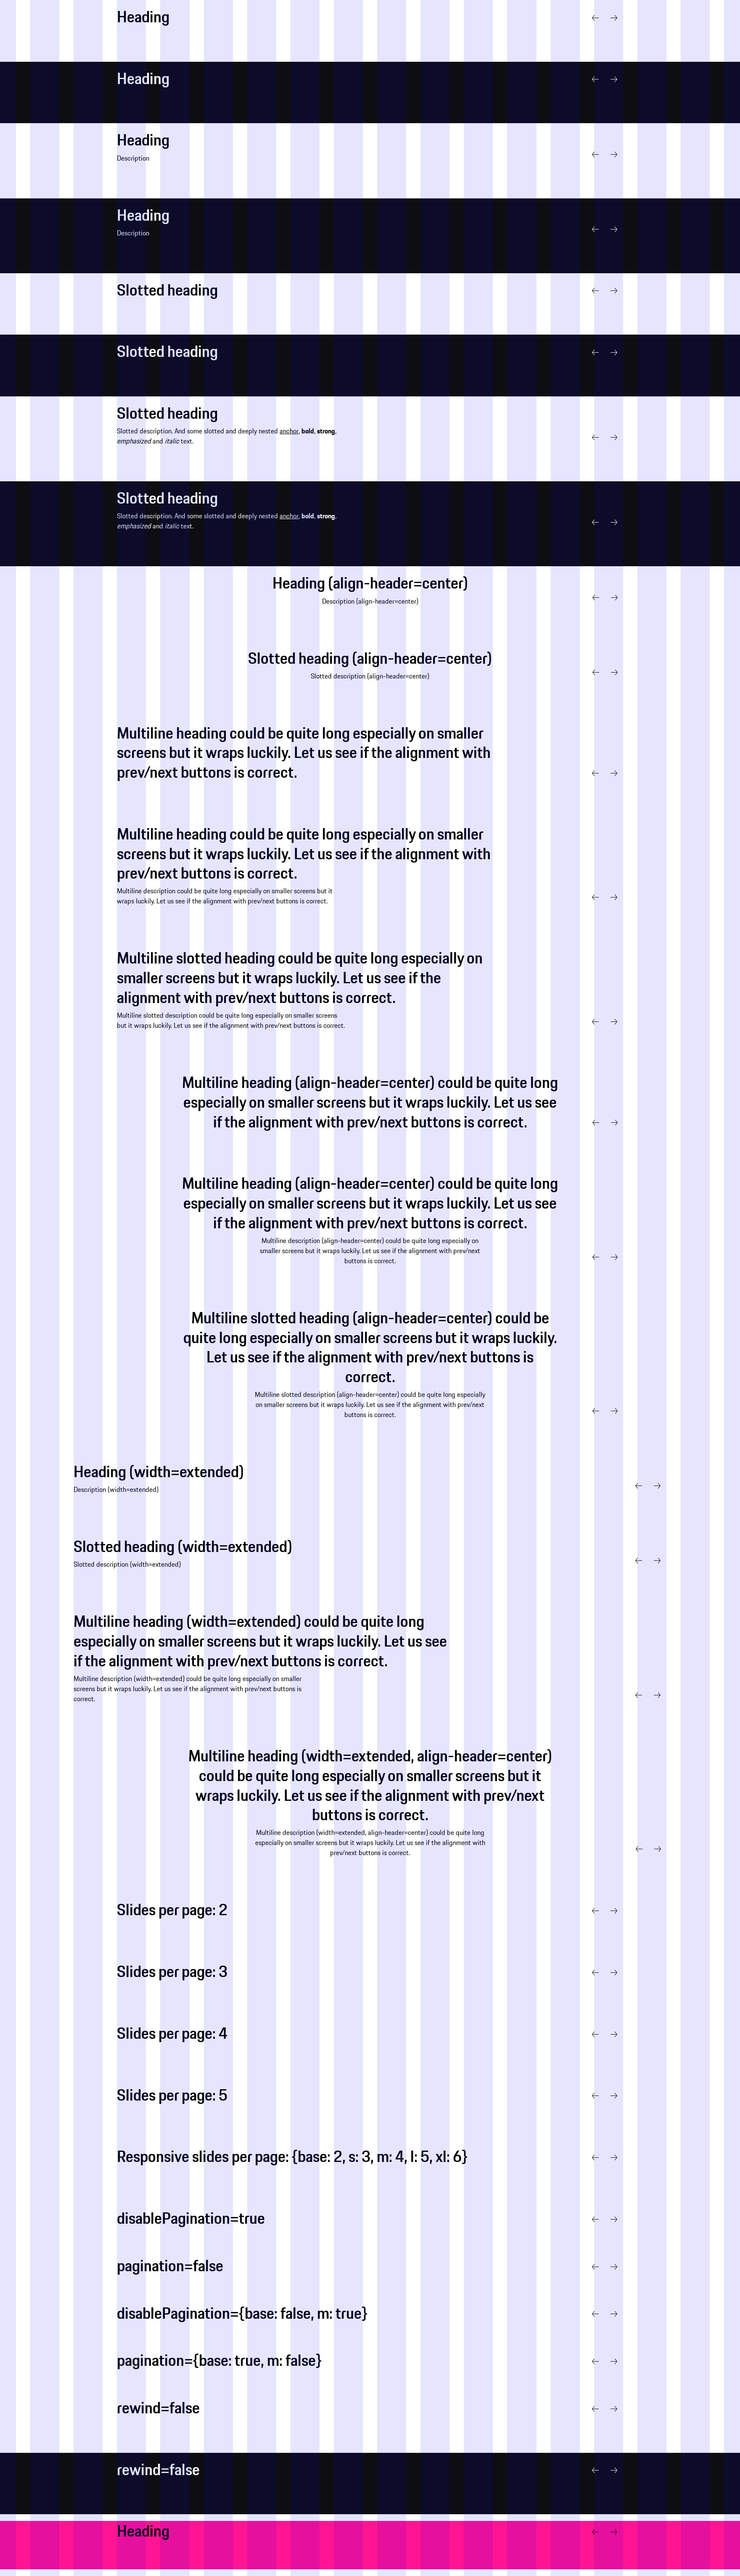 Heading
Heading
Heading
Description
Heading
Description
Slotted heading
Slotted heading
Slotted heading
Slotted description. And some slotted and deeply nested anchor, bold, strong,
emphasized and italic text.
Slotted heading
Slotted description. And some slotted and deeply nested anchor, bold, strong,
emphasized and italic text.
Heading (align-header=center)
Description (align-header=center)
Slotted heading (align-header=center)
Slotted description (align-header=center)
Multiline heading could be quite long especially on smaller
screens but it wraps luckily. Let us see if the alignment with
prev/next buttons is correct.
Multiline heading could be quite long especially on smaller
screens but it wraps luckily. Let us see if the alignment with
prev/next buttons is correct.
Multiline description could be quite long especially on smaller screens but it
wraps luckily. Let us see if the alignment with prev/next buttons is correct.
Multiline slotted heading could be quite long especially on
smaller screens but it wraps luckily. Let us see if the
alignment with prev/next buttons is correct.
Multiline slotted description could be quite long especially on smaller screens
but it wraps luckily. Let us see if the alignment with prev/next buttons is correct.
Multiline heading (align-header=center) could be quite long
especially on smaller screens but it wraps luckily. Let us see
if the alignment with prev/next buttons is correct.
Multiline heading (align-header=center) could be quite long
especially on smaller screens but it wraps luckily. Let us see
if the alignment with prev/next buttons is correct.
Multiline description (align-header=center) could be quite long especially on
smaller screens but it wraps luckily. Let us see if the alignment with prev/next
buttons is correct.
Multiline slotted heading (align-header=center) could be
quite long especially on smaller screens but it wraps luckily.
Let us see if the alignment with prev/next buttons is
correct.
Multiline slotted description (align-header=center) could be quite long especially
on smaller screens but it wraps luckily. Let us see if the alignment with prev/next
buttons is correct.
Heading (width=extended)
Description (width=extended)
Slotted heading (width=extended)
Slotted description (width=extended)
Multiline heading (width=extended) could be quite long
especially on smaller screens but it wraps luckily. Let us see
if the alignment with prev/next buttons is correct.
Multiline description (width=extended) could be quite long especially on smaller
screens but it wraps luckily. Let us see if the alignment with prev/next buttons is
correct.
Multiline heading (width=extended, align-header=center)
could be quite long especially on smaller screens but it
wraps luckily. Let us see if the alignment with prev/next
buttons is correct.
Multiline description (width=extended, align-header=center) could be quite long
especially on smaller screens but it wraps luckily. Let us see if the alignment with
prev/next buttons is correct.
Slides per page: 2
Slides per page: 3
Slides per page: 4
Slides per page: 5
Responsive slides per page: {base: 2, s: 3, m: 4, l: 5, xl: 6}
disablePagination=true
pagination=false
disablePagination={base: false, m: true}
pagination={base: true, m: false}
rewind=false
rewind=false
Heading